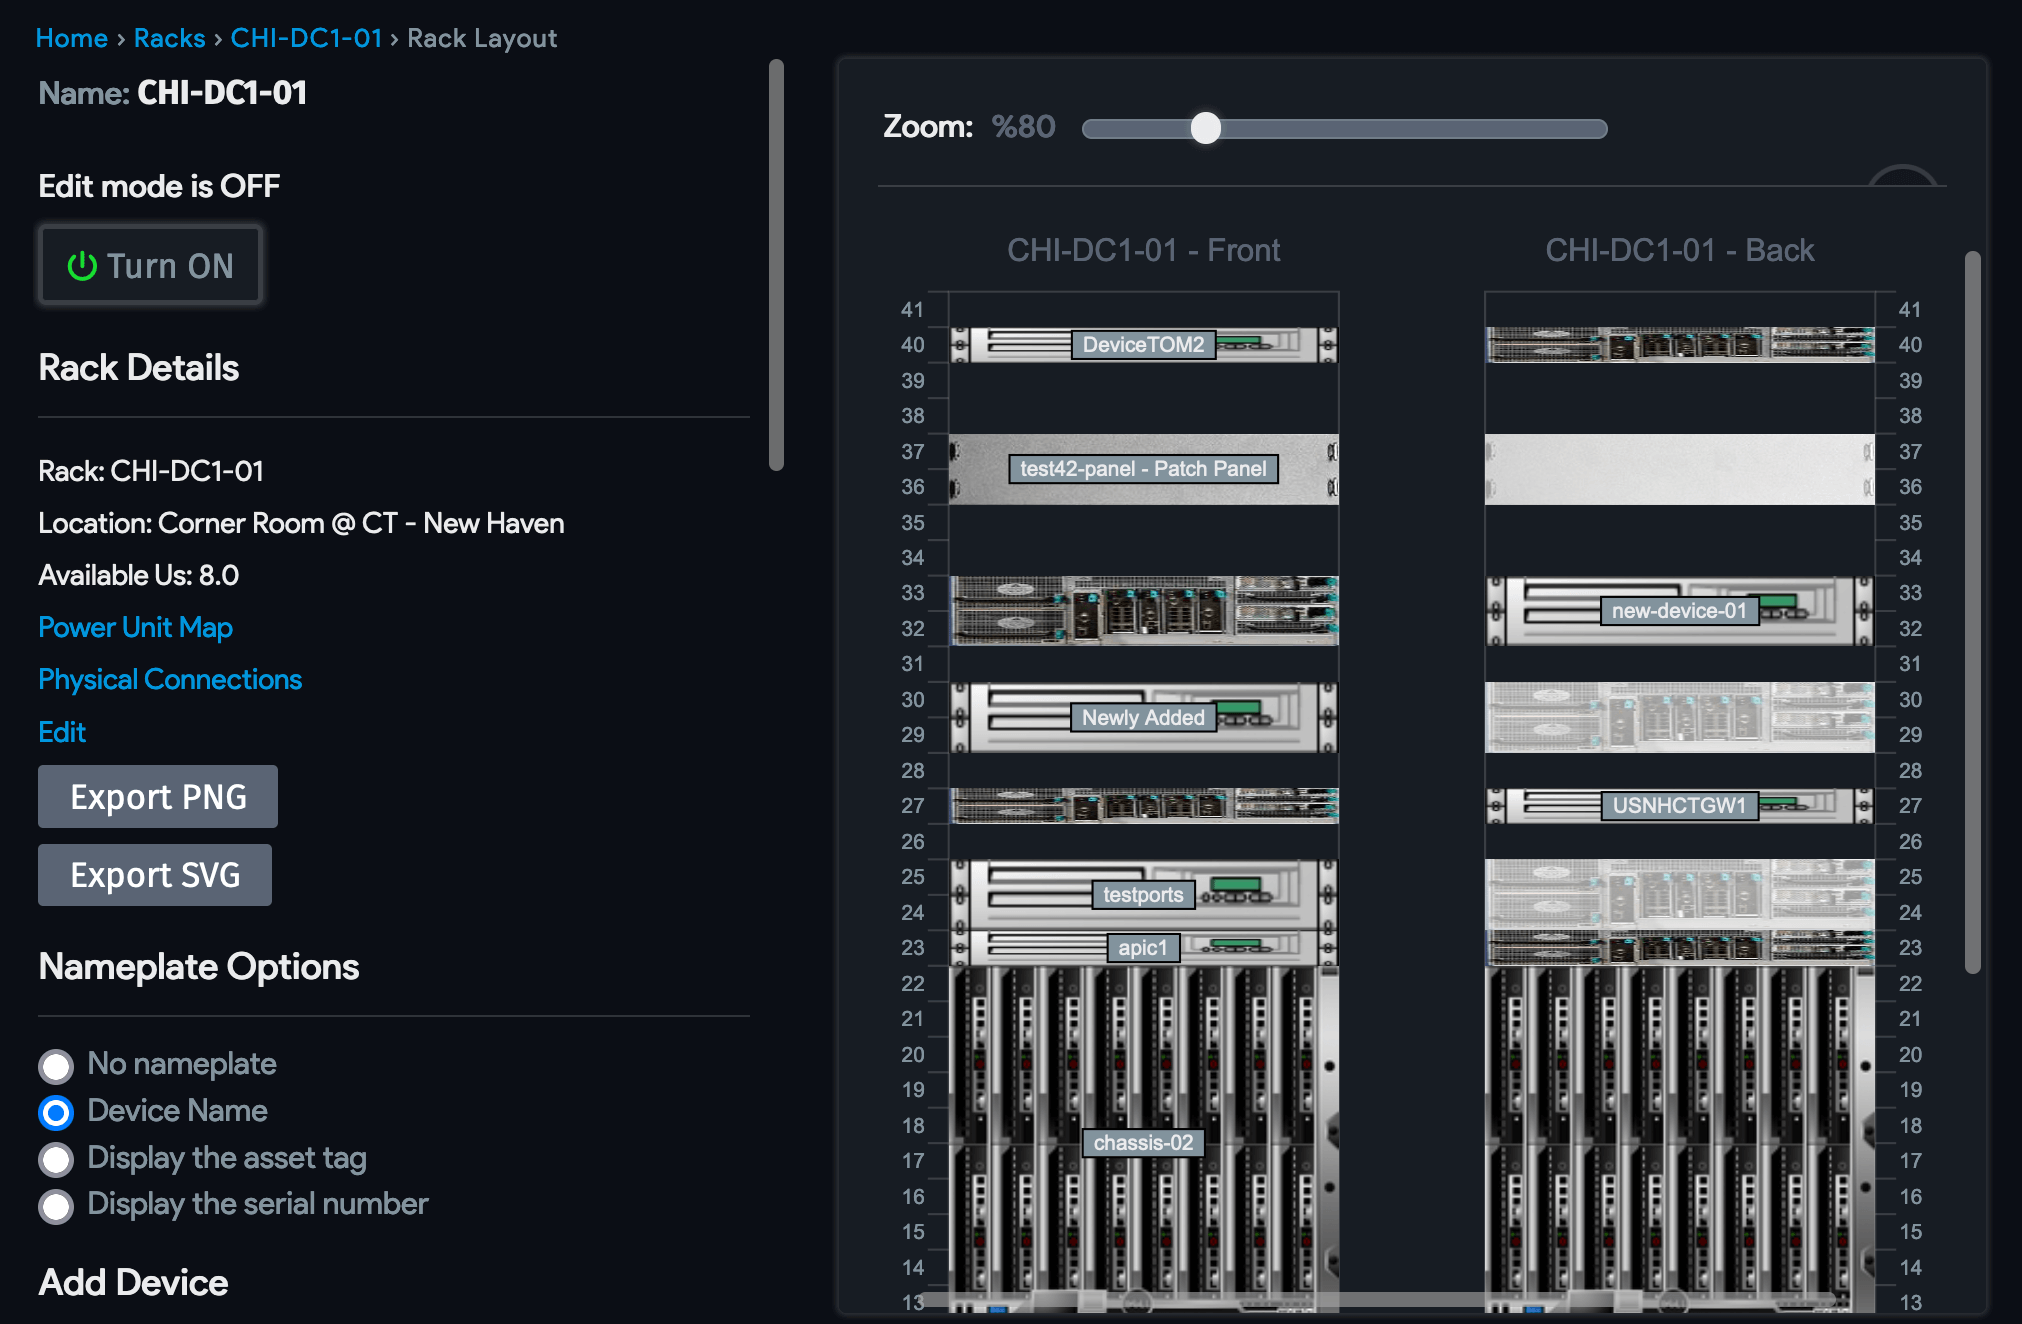 Home › Racks › CHI-DC1-01 › Rack Layout
Name: CHI-DC1-01
Edit mode is OFF
Turn ON
Rack Details
Rack: CHI-DC1-01
Location: Corner Room @ CT - New Haven
Available Us: 8.0
Power Unit Map
Physical Connections
Edit
Export PNG
Export SVG
Nameplate Options
No nameplate
Device Name
Display the asset tag
Display the serial number
Add Device
Zoom: %80
CHI-DC1-01 - Front
41
40
39
38
37
36
35
34
33
32
31
30
29
28
27
26
25
24
23
22
21
20
19
18
17
16
15
14
13
DeviceTOM2
test42-panel - Patch Panel
Newly Added
testports
apic1
chassis-02
CHI-DC1-01 - Back
new-device-01
USNHCTGW1
41
40
39
38
37
36
35
34
33
32
31
30
29
28
27
26
25
24
23
22
21
20
19
18
17
16
15
14
13